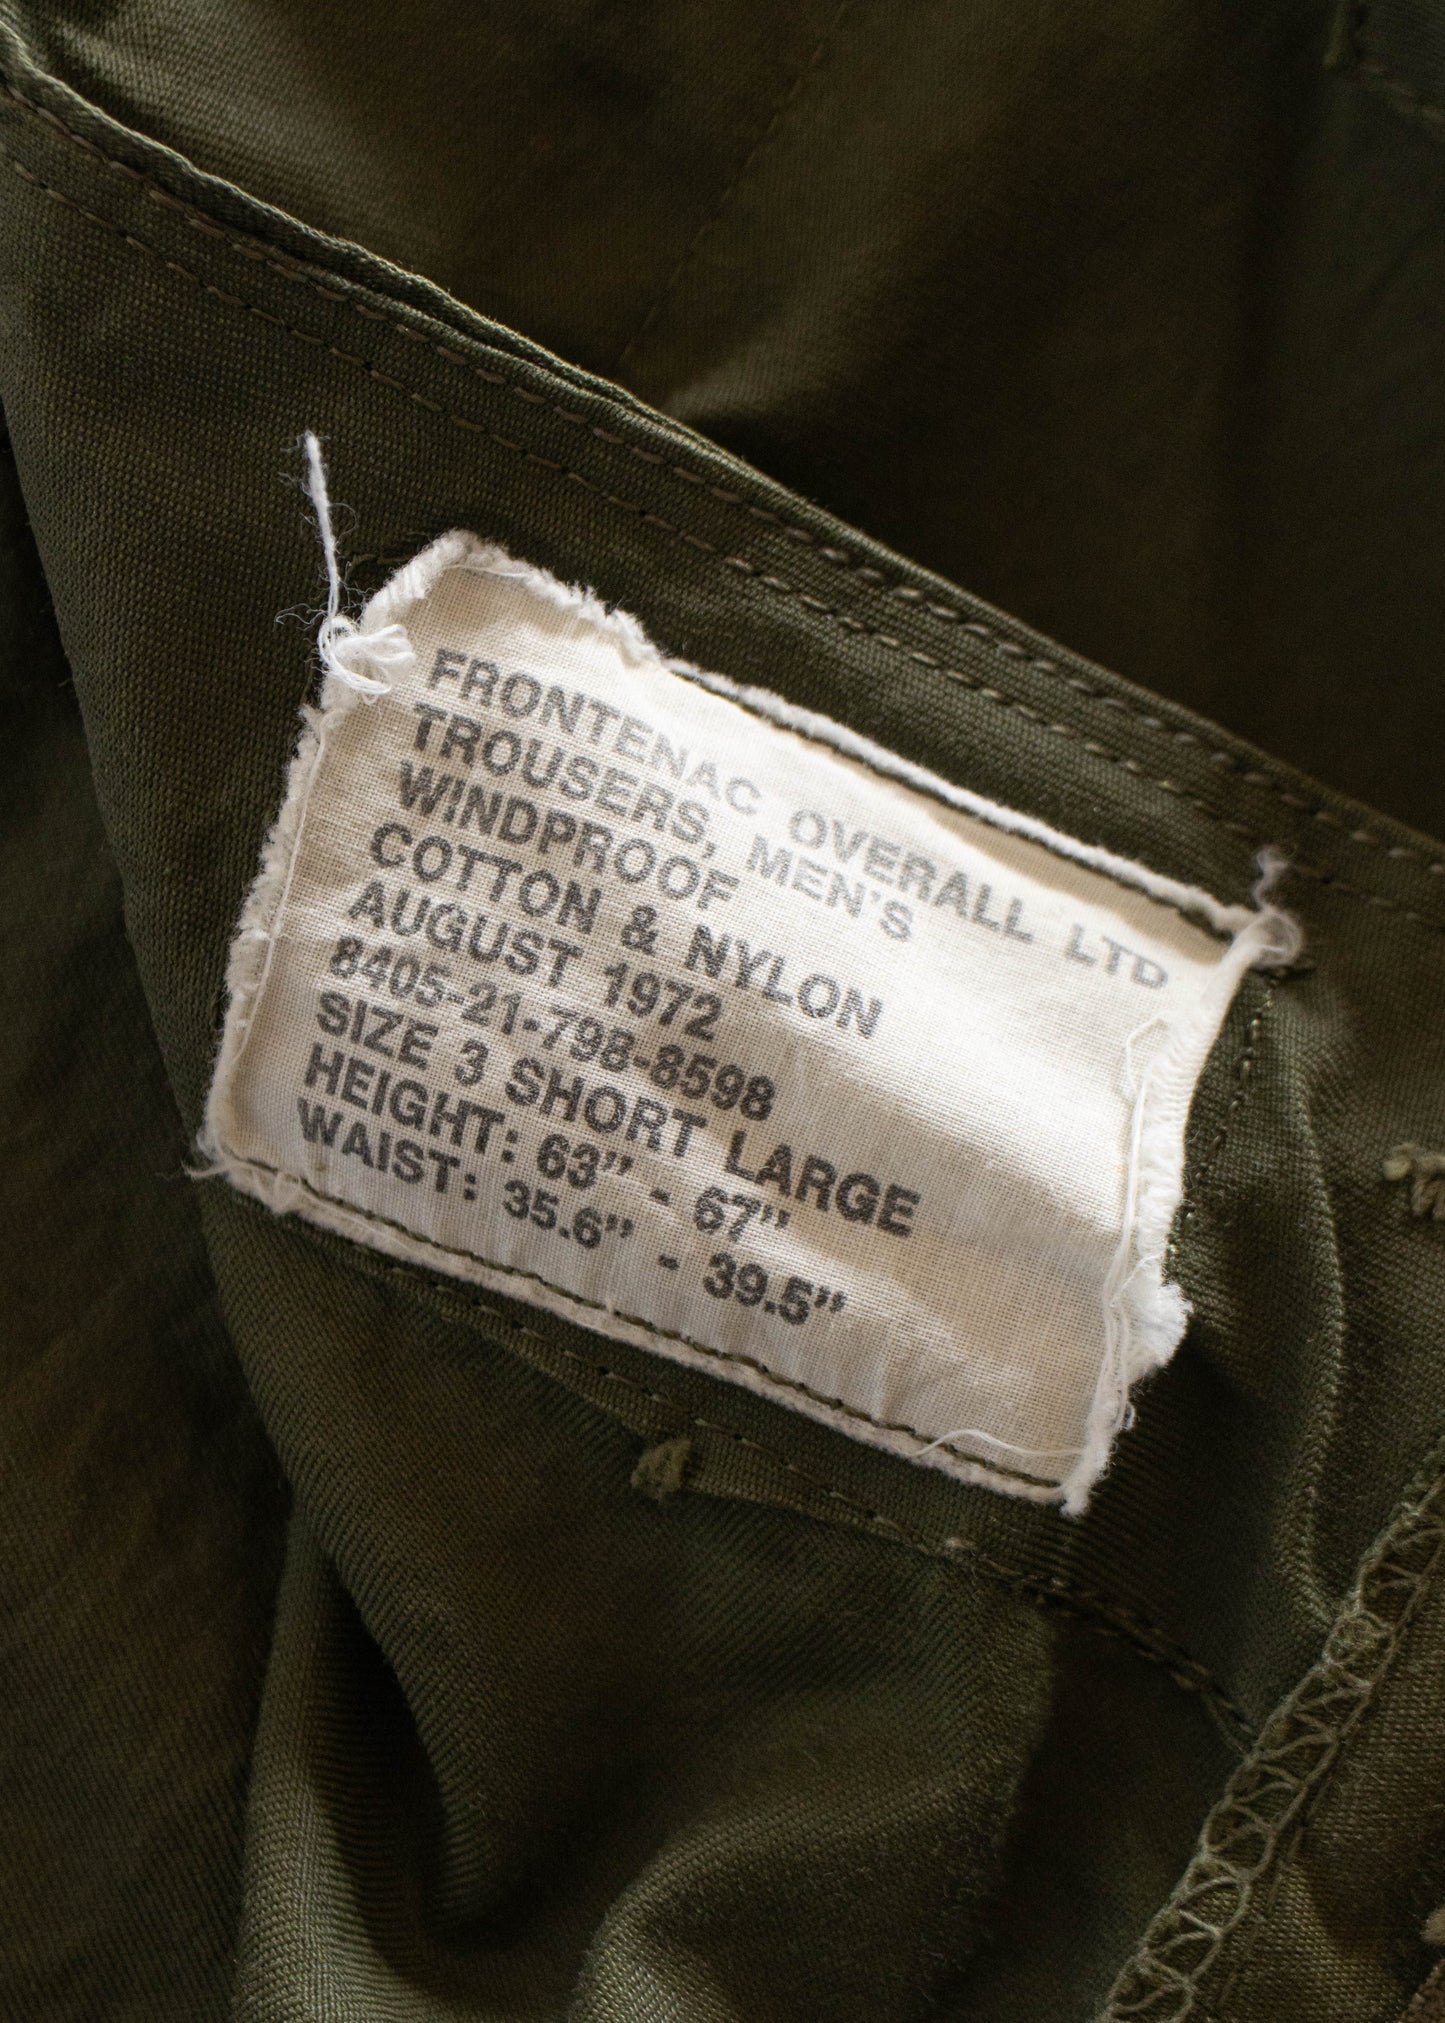 FRONTENAC OVERALL LTD
TROUSERS, MEN'S
WINDPROOF
COTTON & NYLON
AUGUST 1972
8405-21-798-8598
SIZE 3 SHORT LARGE
HEIGHT: 63" - 67"
WAIST: 35.6" - 39.5"